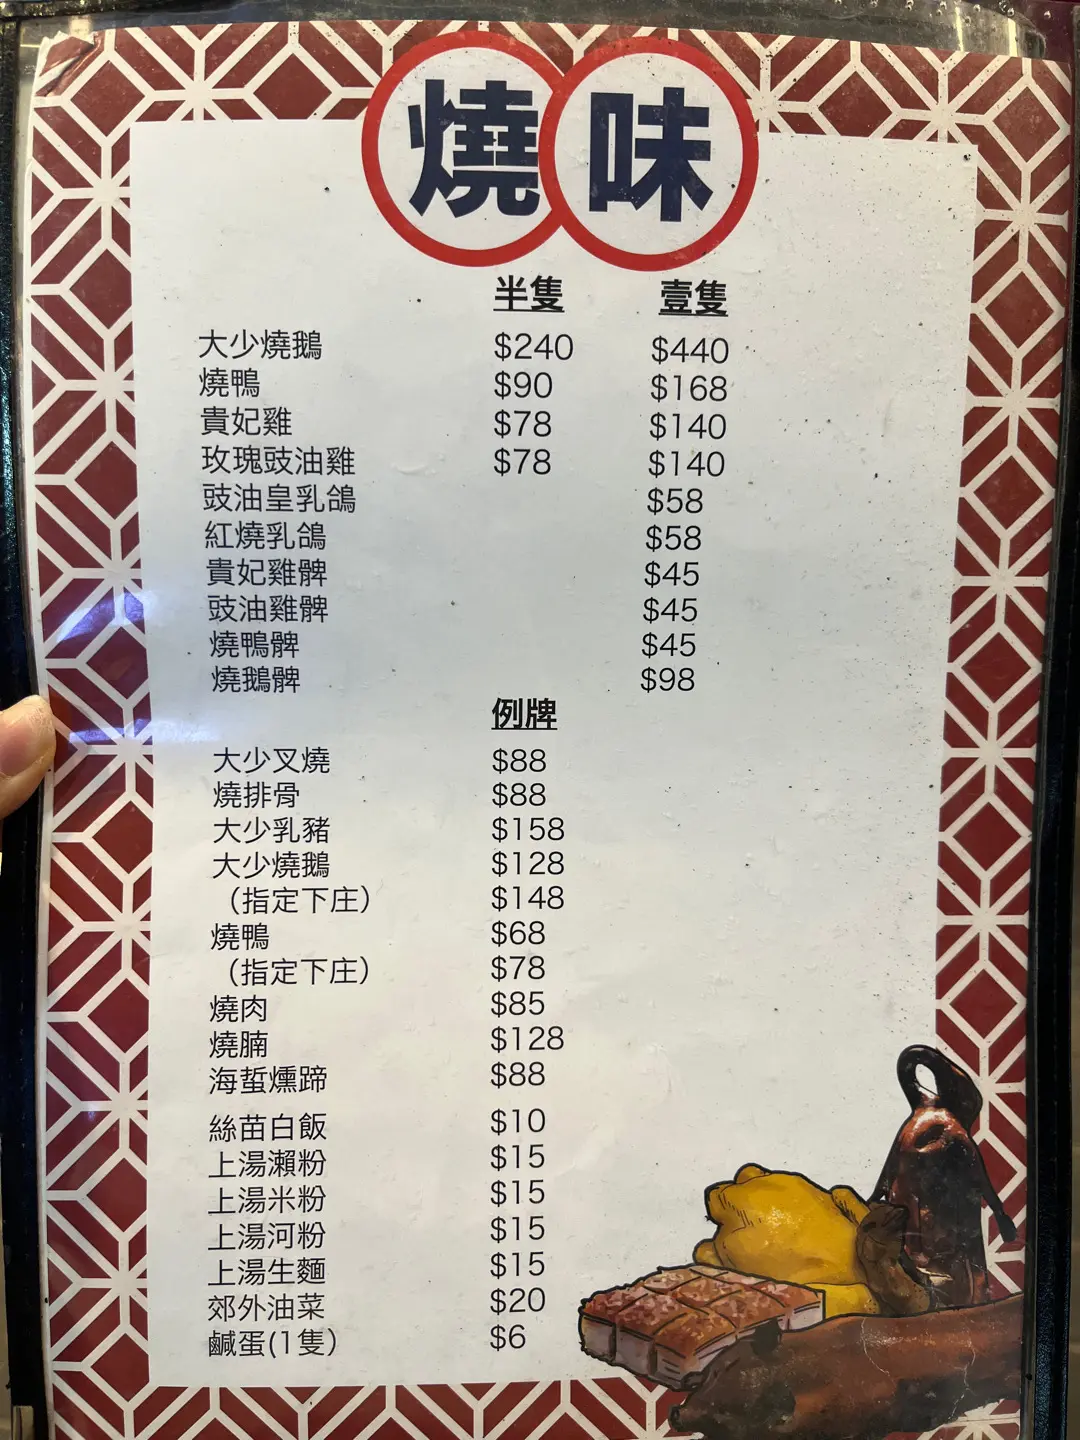 燒味
半隻 壹隻
大少燒鵝 $240 $440
燒鴨 $90 $168
貴妃雞 $78 $140
玫瑰豉油雞 $78 $140
豉油皇乳鴿 $58
紅燒乳鴿 $58
貴妃雞髀 $45
豉油雞髀 $45
燒鴨髀 $45
燒鵝髀 $98
例牌
大少叉燒 $88
燒排骨 $88
大少乳豬 $158
大少燒鵝 $128
（指定下庄） $148
燒鴨 $68
（指定下庄） $78
燒肉 $85
燒腩 $128
海蜇燻蹄 $88
絲苗白飯 $10
上湯瀨粉 $15
上湯米粉 $15
上湯河粉 $15
上湯生麵 $15
郊外油菜 $20
鹹蛋(1隻） $6